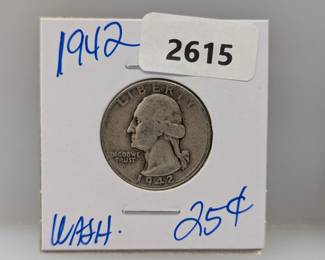 1942
2615
LIBERTY
IN GOD WE
TRUST
1942
WASH. 25¢